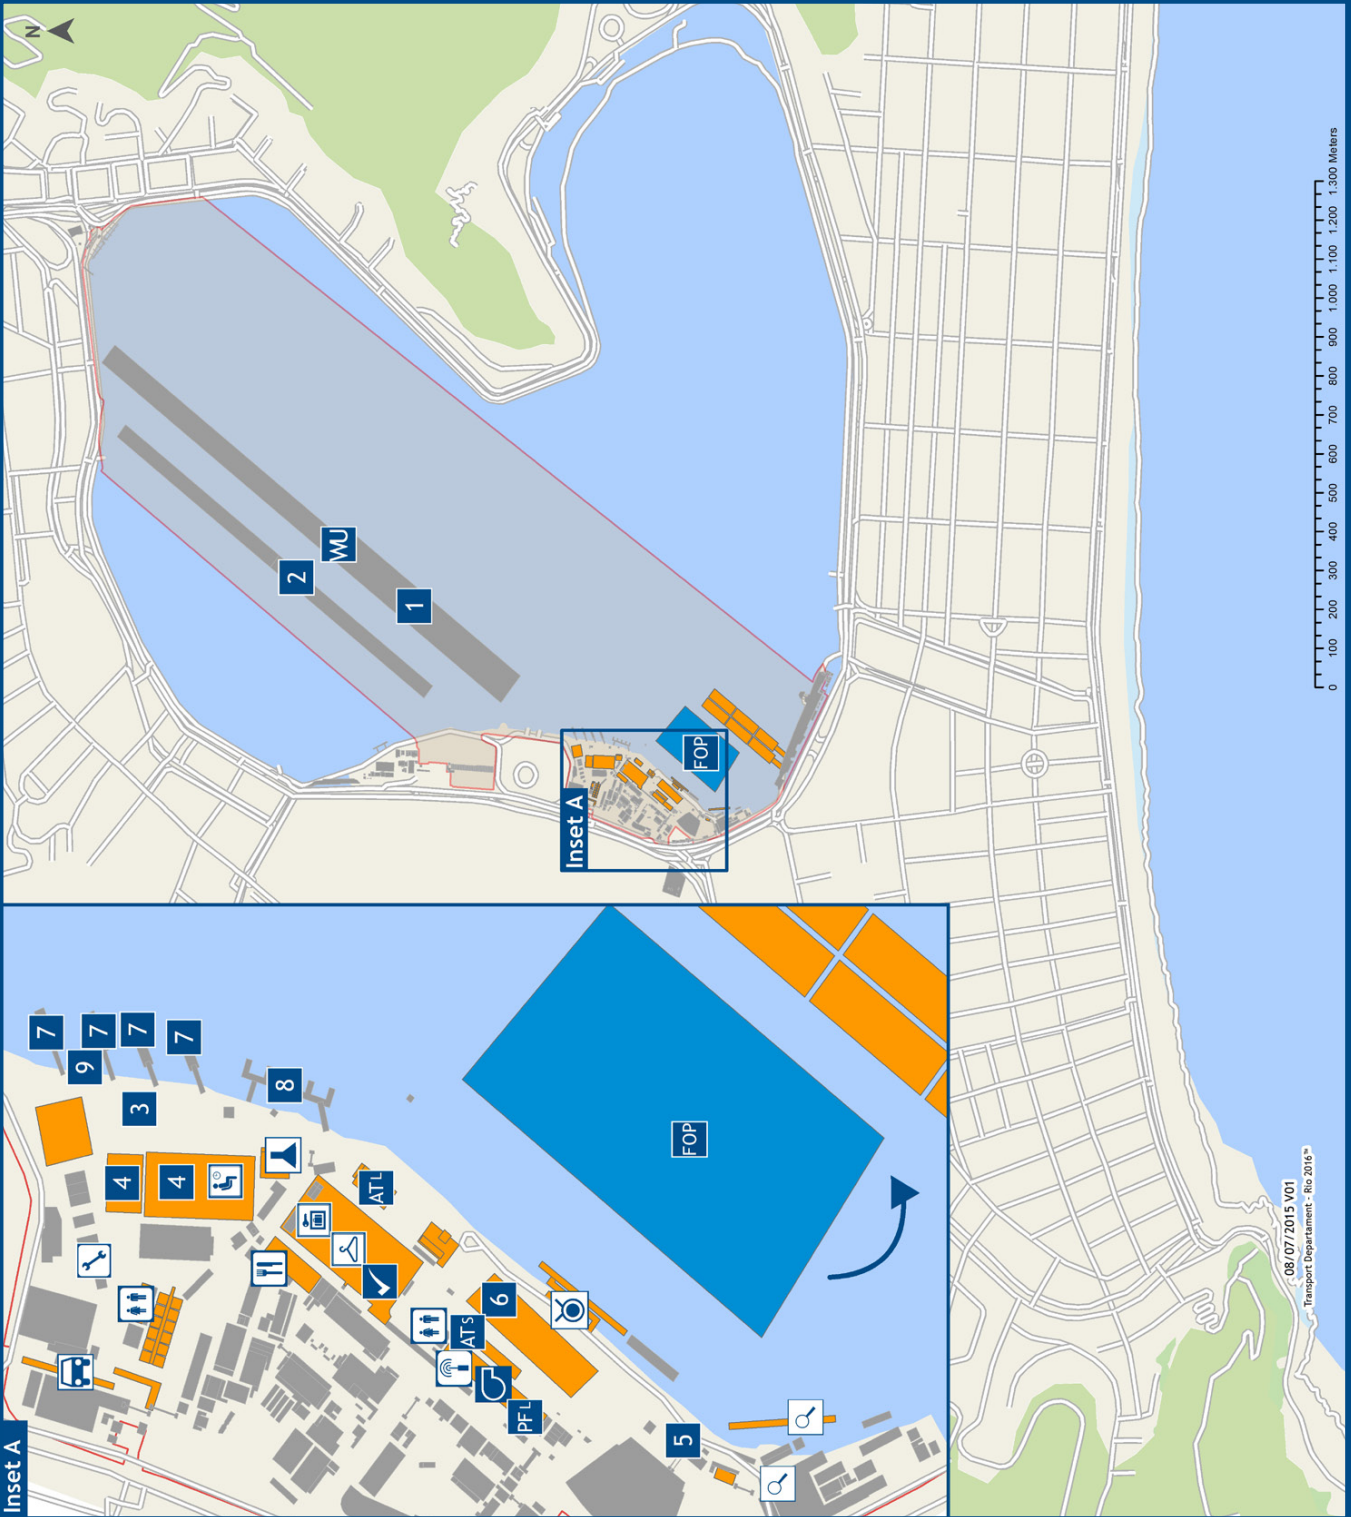 N
2
WU
1
FOP
Inset A
0 100 200 300 400 500 600 700 800 900 1.000 1.100 1.200 1.300 Meters
Inset A
7
7
7
7
9
3
8
4
4
ATL
6
ATS
PFL
5
FOP
08/07/2015 V01
Transport Departament - Rio 2016™